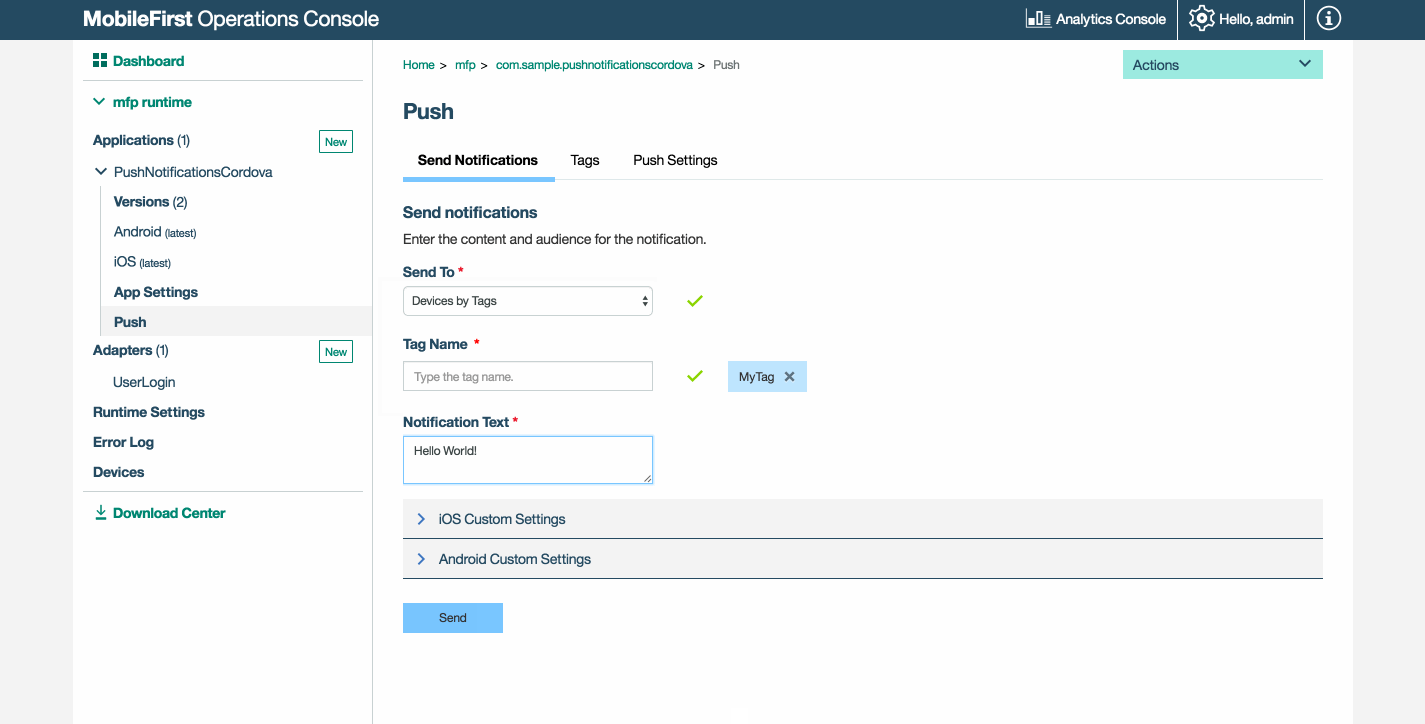 MobileFirst Operations Console
Analytics Console
Hello, admin
Dashboard
mfp runtime
Applications (1)
New
PushNotificationsCordova
Versions (2)
Android (latest)
iOS (latest)
App Settings
Push
Adapters (1)
New
UserLogin
Runtime Settings
Error Log
Devices
Download Center
Home > mfp > com.sample.pushnotificationscordova > Push
Actions
Push
Send Notifications Tags Push Settings
Send notifications
Enter the content and audience for the notification.
Send To *
Devices by Tags
Tag Name *
Type the tag name.
MyTag
Notification Text *
Hello World!
iOS Custom Settings
Android Custom Settings
Send